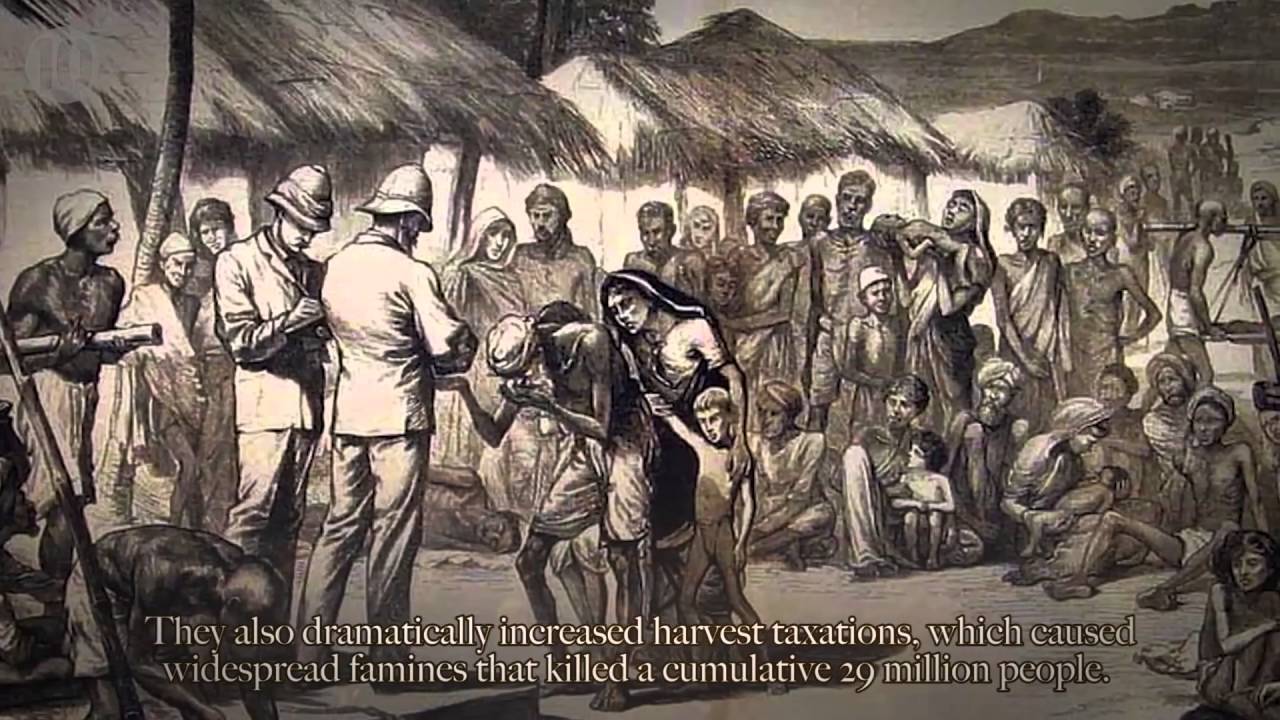 They also dramatically increased harvest taxations, which caused
widespread famines that killed a cumulative 29 million people.